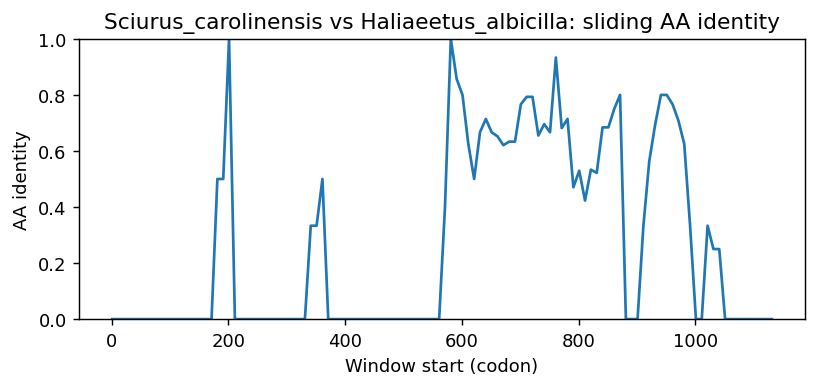 Sciurus_carolinensis vs Haliaeetus_albicilla: sliding AA identity
1.0
0.8
0.6
0.4
0.2
0.0
AA identity
0 200 400 600 800 1000
Window start (codon)